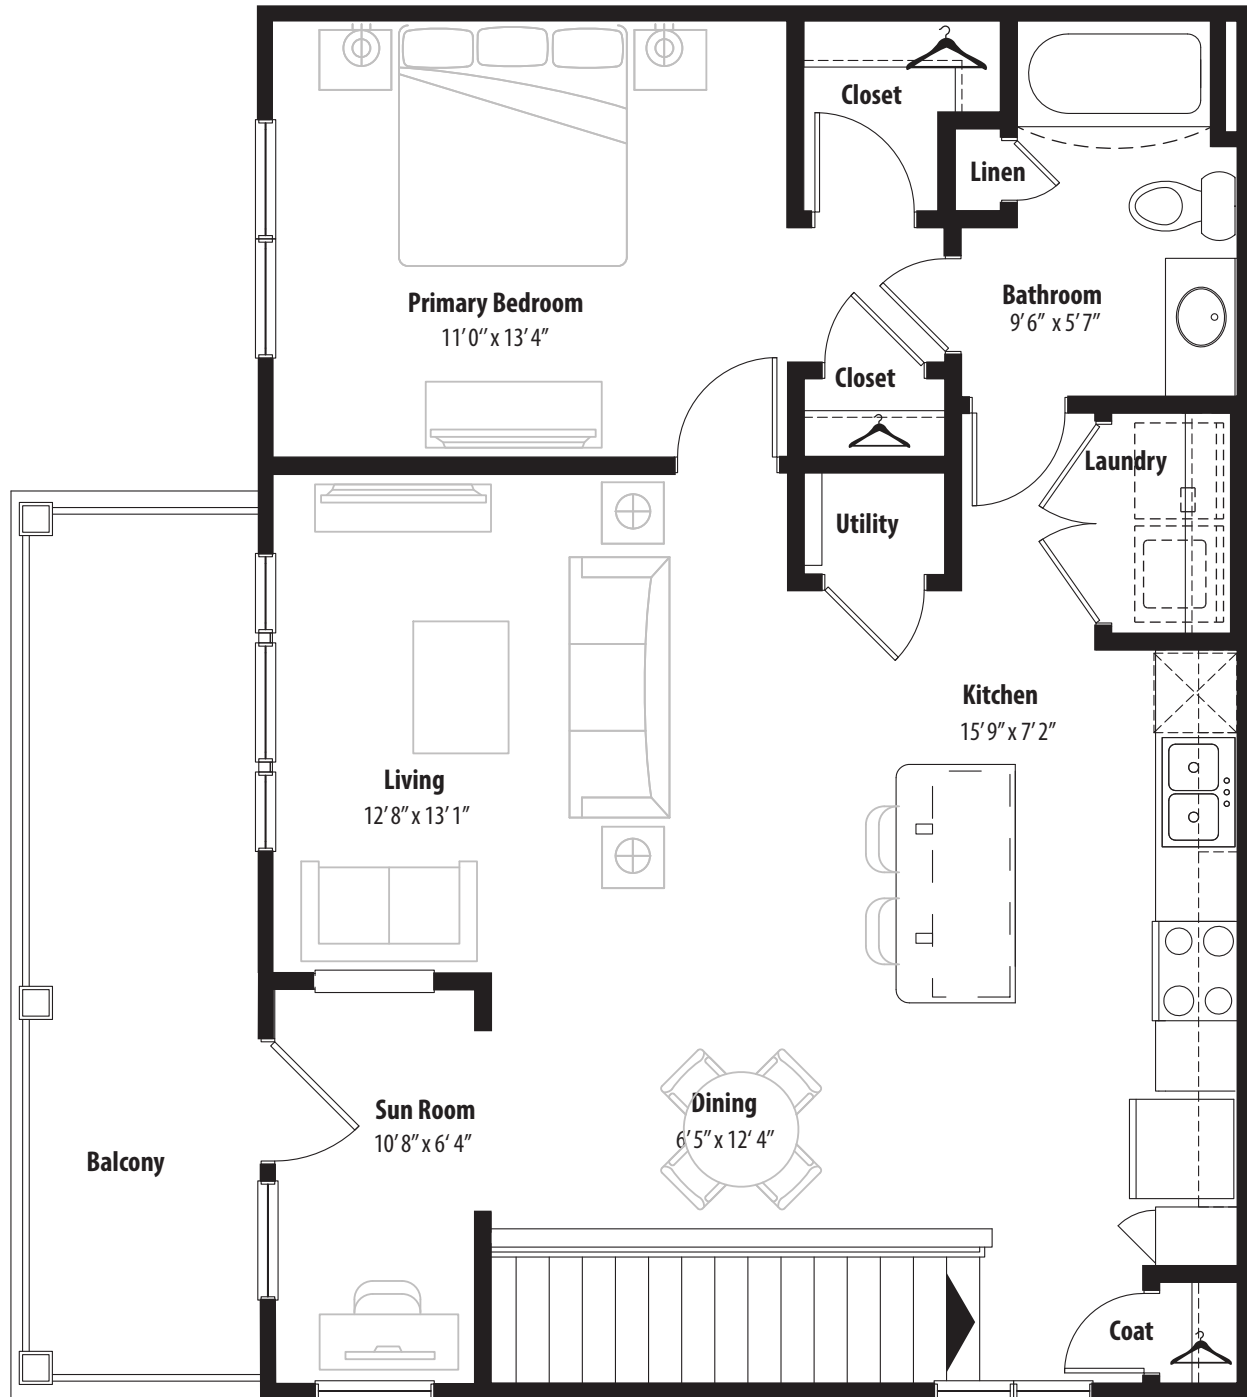 Closet
Linen
Primary Bedroom
11'0" x 13'4"
Bathroom
9'6" x 5'7"
Closet
Laundry
Utility
Kitchen
15'9" x 7'2"
Living
12'8" x 13'1"
Sun Room
10'8" x 6'4"
Dining
6'5" x 12'4"
Balcony
Coat